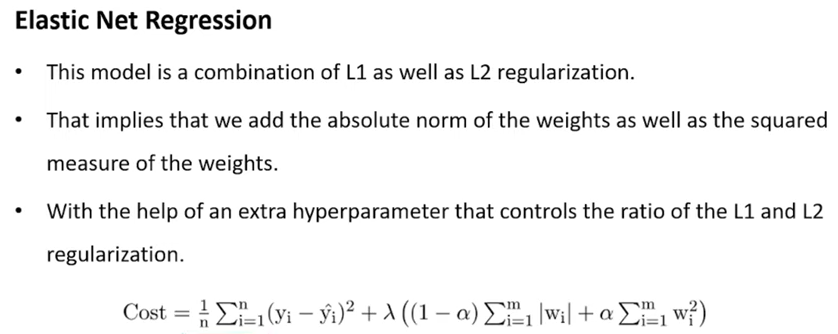 Elastic Net Regression
• This model is a combination of L1 as well as L2 regularization.
• That implies that we add the absolute norm of the weights as well as the squared
measure of the weights.
• With the help of an extra hyperparameter that controls the ratio of the L1 and L2
regularization.
Cost = 1/n ∑ⁿᵢ₌₁(yᵢ − ŷᵢ)² + λ ((1 − α) ∑ᵐᵢ₌₁ |wᵢ| + α ∑ᵐᵢ₌₁ wᵢ²)